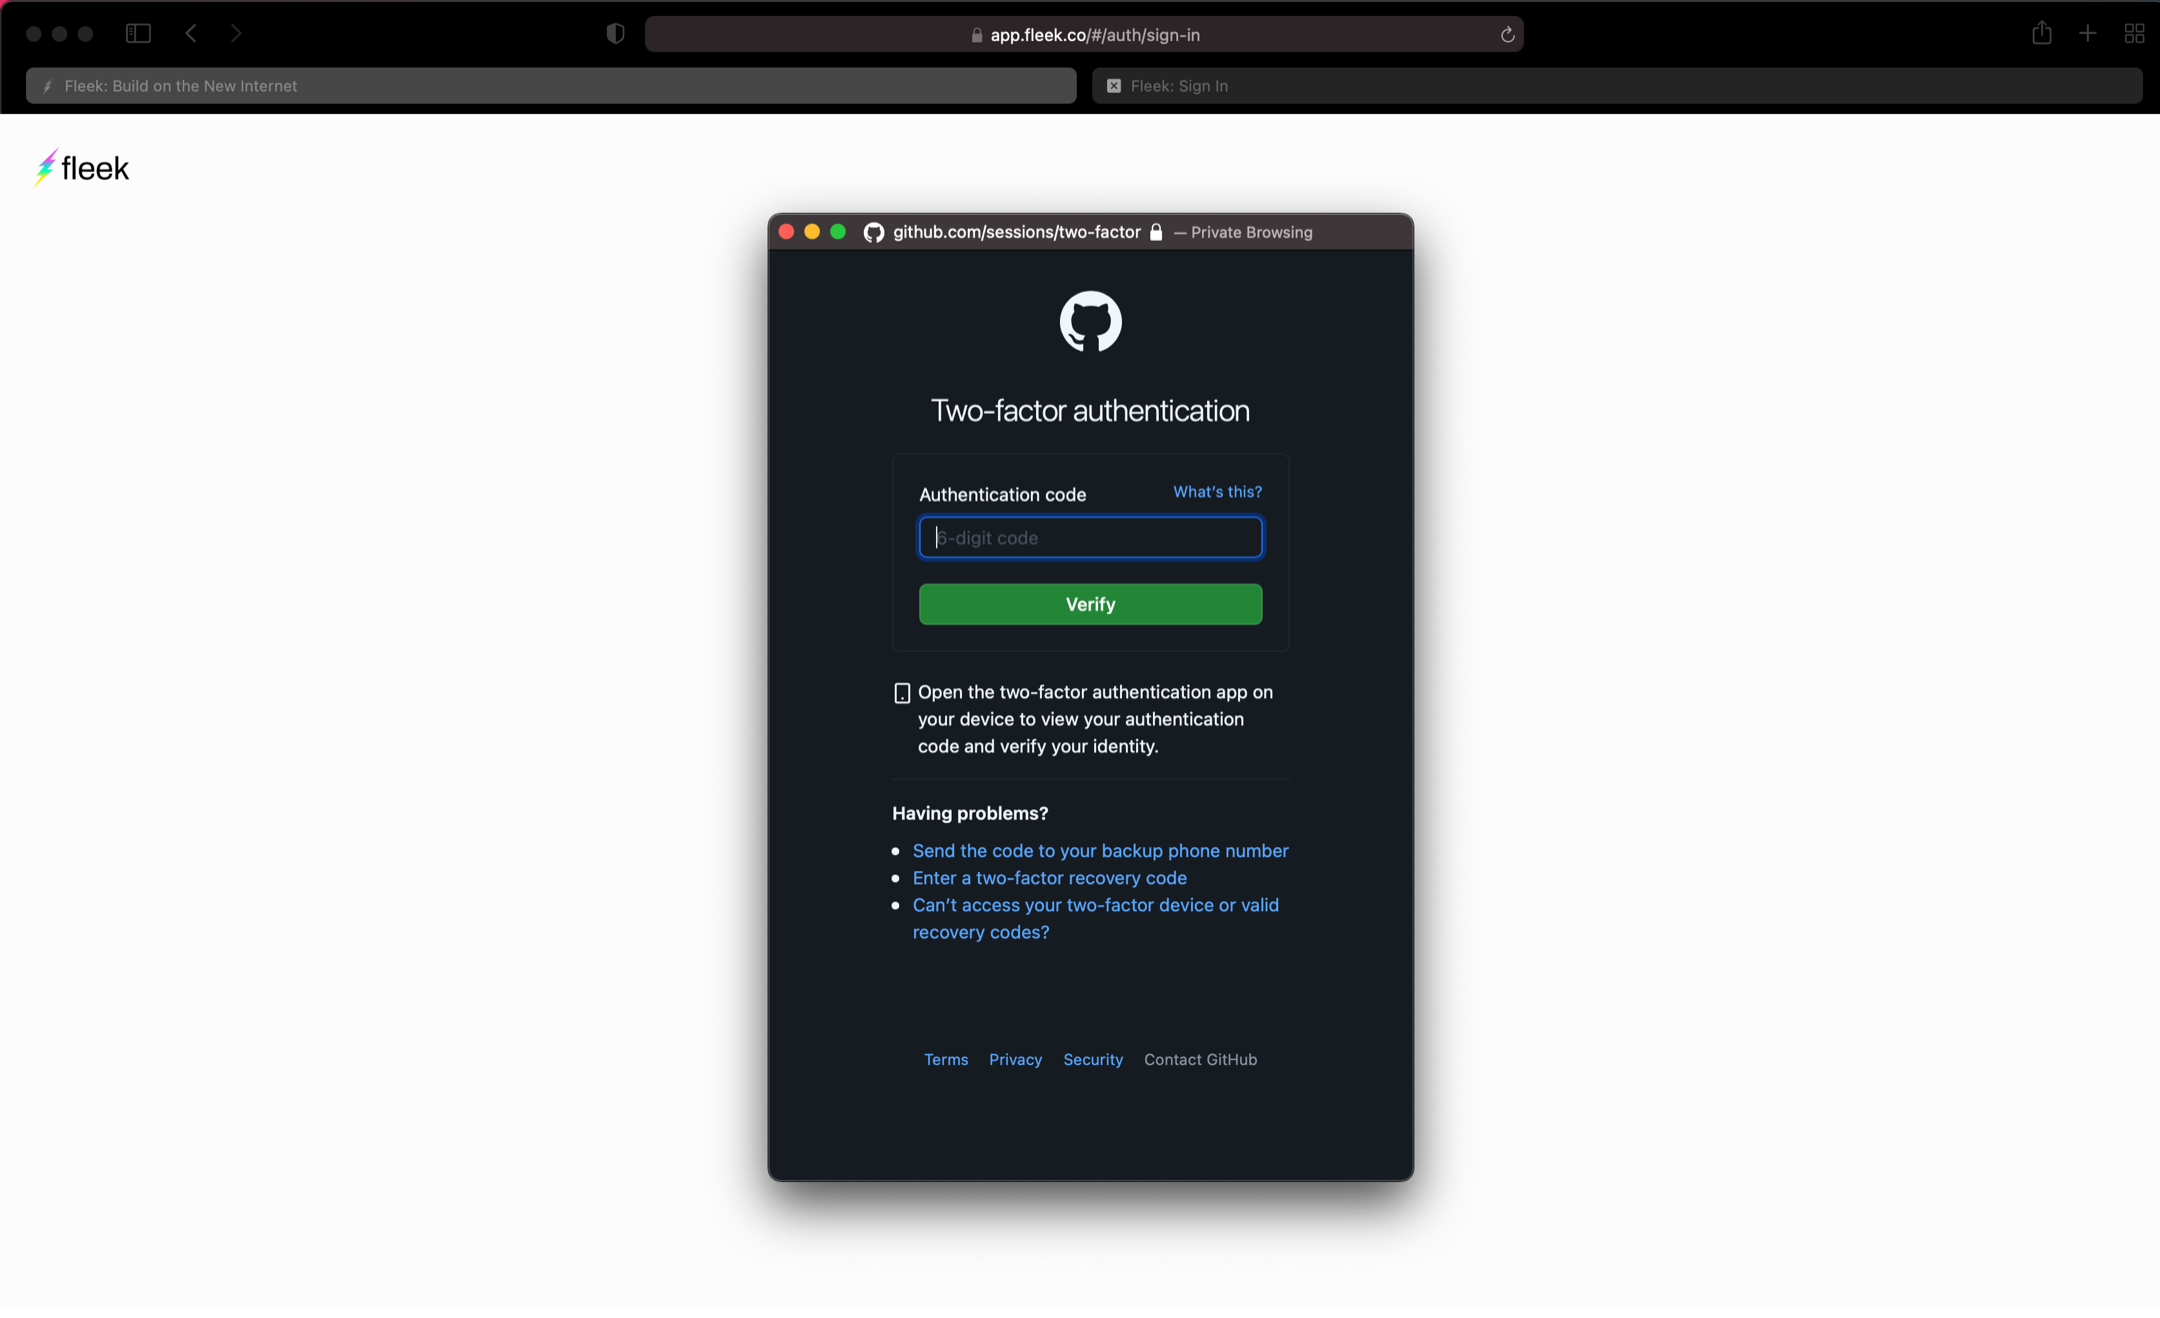 app.fleek.co/#/auth/sign-in
Fleek: Build on the New Internet
Fleek: Sign In
fleek
github.com/sessions/two-factor — Private Browsing
Two-factor authentication
Authentication code
What's this?
6-digit code
Verify
Open the two-factor authentication app on
your device to view your authentication
code and verify your identity.
Having problems?
Send the code to your backup phone number
Enter a two-factor recovery code
Can’t access your two-factor device or valid
recovery codes?
Terms Privacy Security Contact GitHub